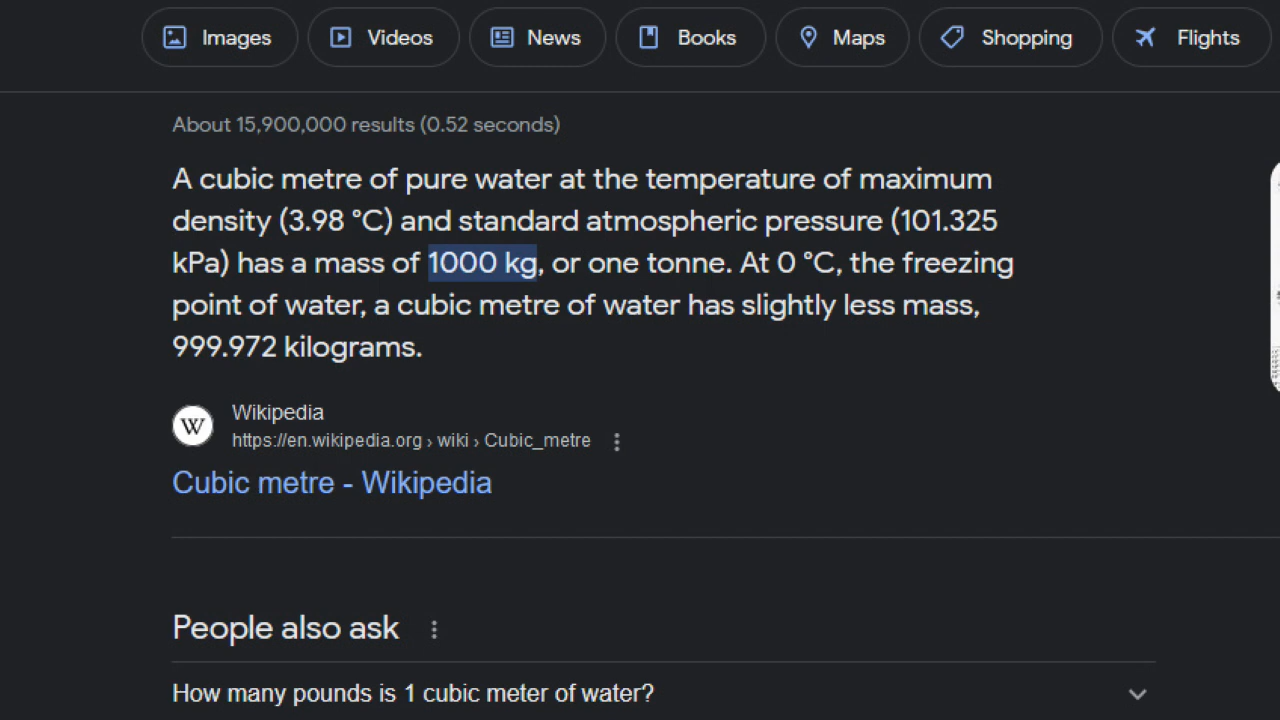 Images Videos News Books Maps Shopping Flights
About 15,900,000 results (0.52 seconds)
A cubic metre of pure water at the temperature of maximum
density (3.98 °C) and standard atmospheric pressure (101.325
kPa) has a mass of 1000 kg, or one tonne. At 0 °C, the freezing
point of water, a cubic metre of water has slightly less mass,
999.972 kilograms.
W
Wikipedia
https://en.wikipedia.org › wiki › Cubic_metre
Cubic metre - Wikipedia
People also ask
How many pounds is 1 cubic meter of water?